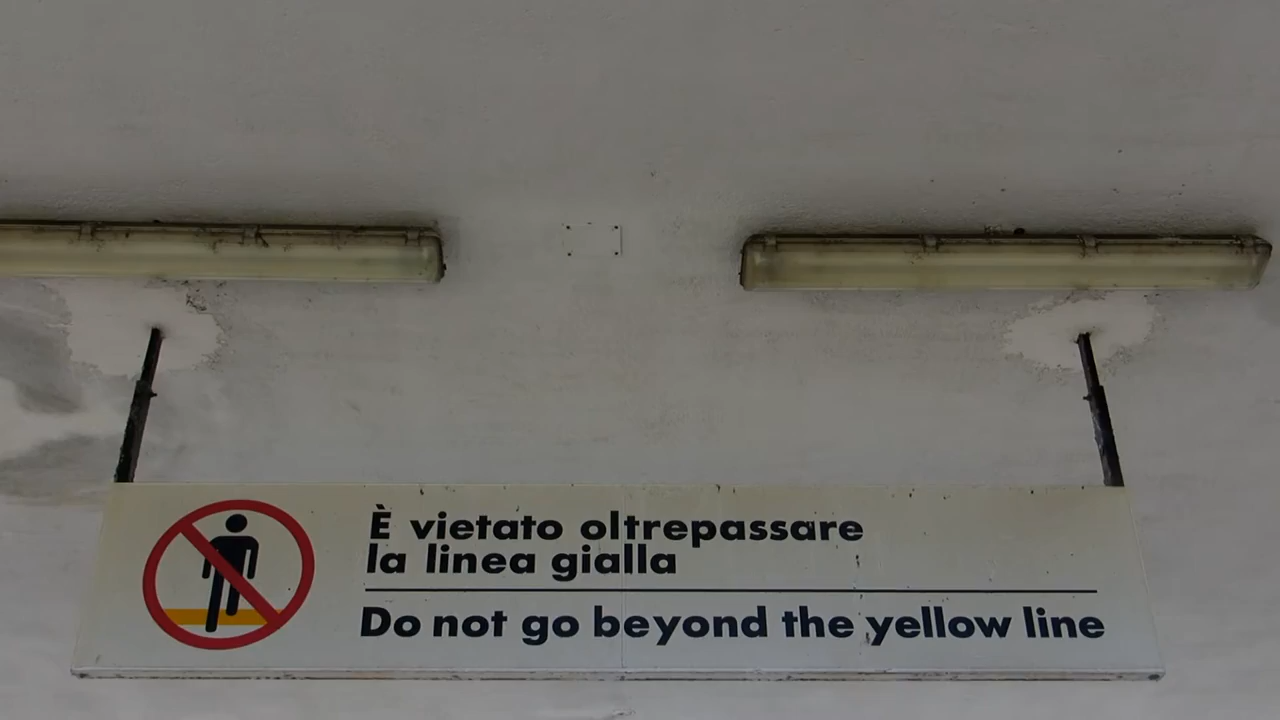 È vietato oltrepassare
la linea gialla
Do not go beyond the yellow line